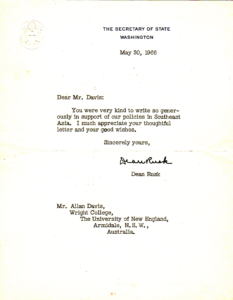 THE SECRETARY OF STATE
WASHINGTON
May 30, 1966
Dear Mr. Davis:
You were very kind to write so gener-
ously in support of our policies in Southeast
Asia. I much appreciate your thoughtful
letter and your good wishes.
Sincerely yours,
Dean Rusk
Dean Rusk
Mr. Allan Davis,
Wright College,
The University of New England,
Armidale, N.S.W.,
Australia.